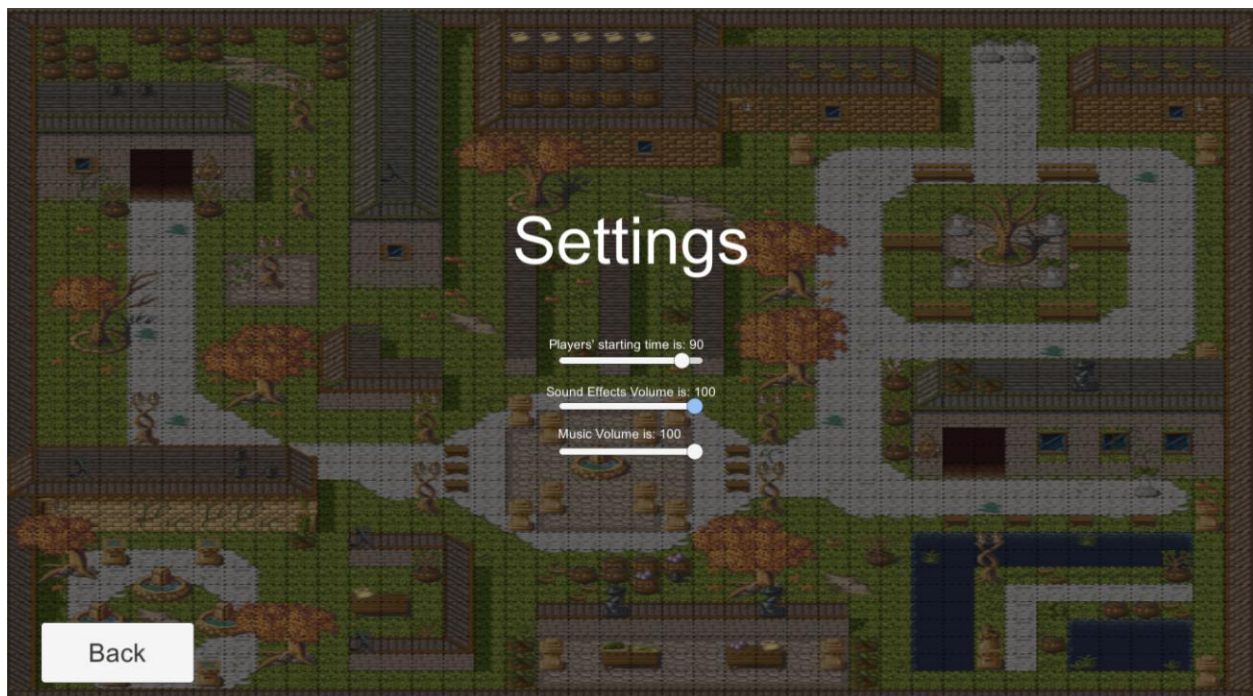 Settings
Players' starting time is: 90
Sound Effects Volume is: 100
Music Volume is: 100
Back